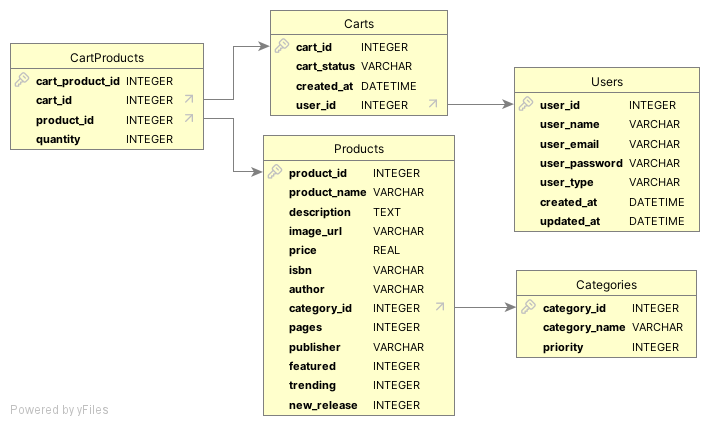 CartProducts
cart_product_id INTEGER
cart_id INTEGER
product_id INTEGER
quantity INTEGER
Carts
cart_id INTEGER
cart_status VARCHAR
created_at DATETIME
user_id INTEGER
Products
product_id INTEGER
product_name VARCHAR
description TEXT
image_url VARCHAR
price REAL
isbn VARCHAR
author VARCHAR
category_id INTEGER
pages INTEGER
publisher VARCHAR
featured INTEGER
trending INTEGER
new_release INTEGER
Users
user_id INTEGER
user_name VARCHAR
user_email VARCHAR
user_password VARCHAR
user_type VARCHAR
created_at DATETIME
updated_at DATETIME
Categories
category_id INTEGER
category_name VARCHAR
priority INTEGER
Powered by yFiles